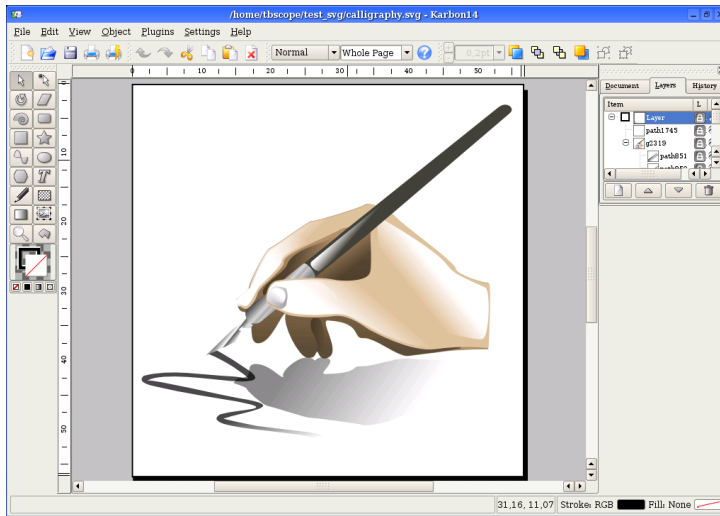 /home/tbscope/test_svg/calligraphy.svg - Karbon14
File Edit View Object Plugins Settings Help
Normal Whole Page 0,2pt
0 10 20 30 40 50
Document Layers History
Item L
Layer
path1745
g2319
path851
0
10
20
30
40
50
31,16, 11,07 Stroke: RGB Fill: None